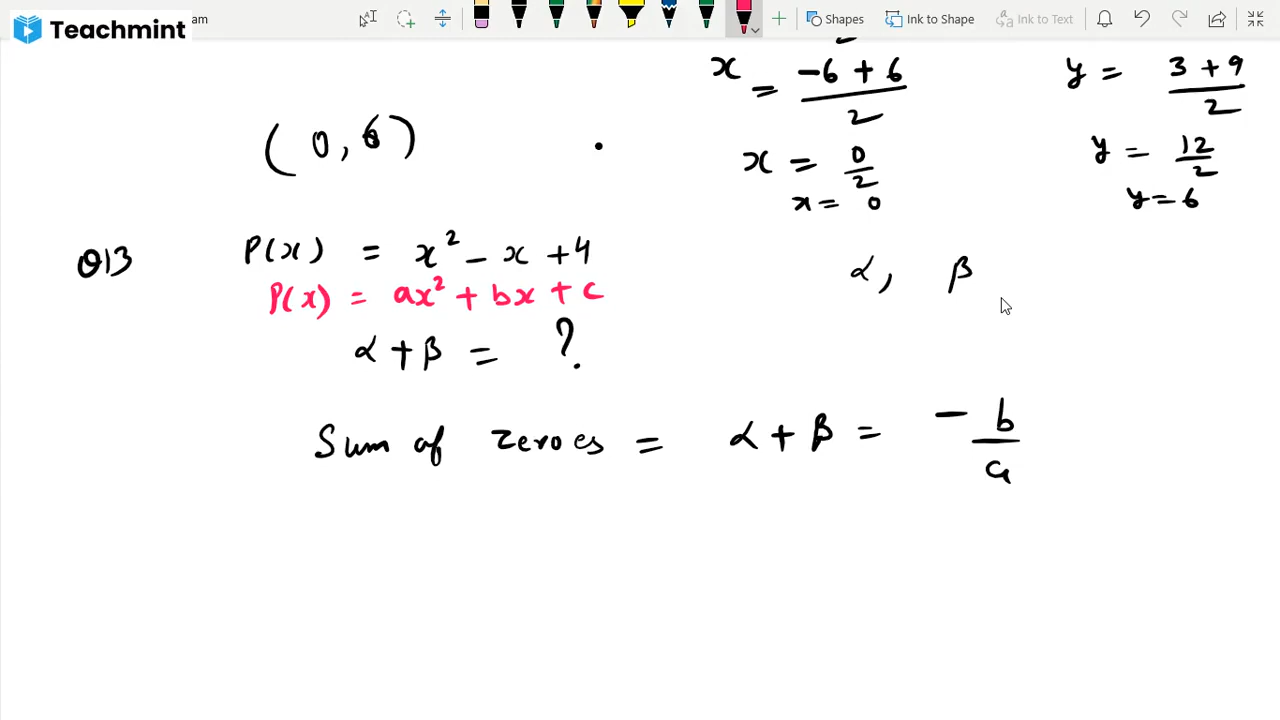 am
Teachmint
Shapes
Ink to Shape
Ink to Text
x = (-6 + 6)/2
y = (3 + 9)/2
(0, 6)
x = 0/2
y = 12/2
x = 0
y = 6
Q13 P(x) = x² - x + 4
α, β
P(x) = ax² + bx + c
α + β = ?
Sum of zeroes = α + β = -b/a